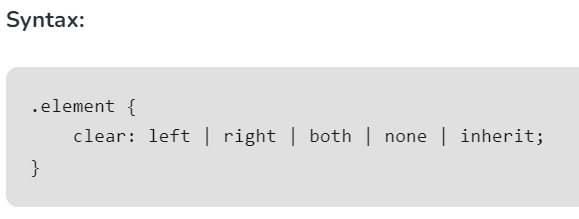 Syntax:
.element {
    clear: left | right | both | none | inherit;
}